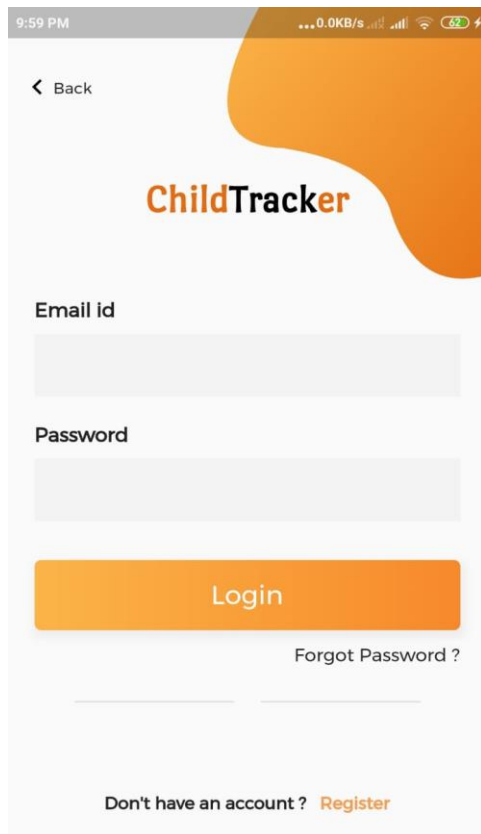 9:59 PM ...0.0KB/s 62
Back
ChildTracker
Email id
Password
Login
Forgot Password ?
Don't have an account ? Register